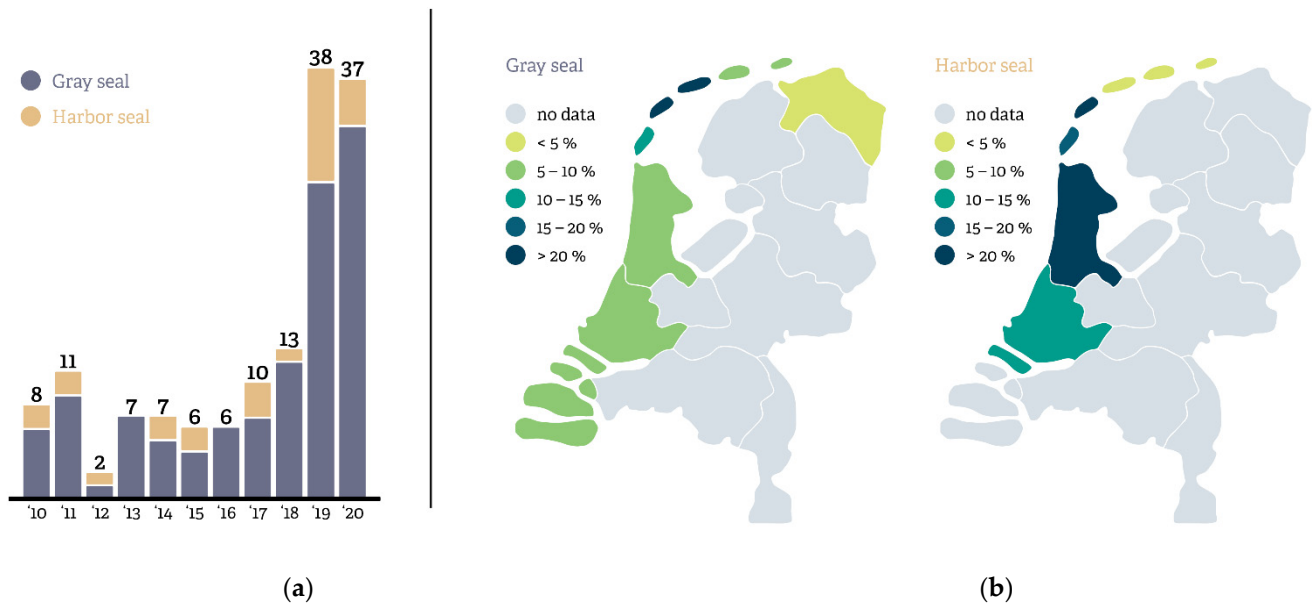 Gray seal
Harbor seal
38
37
13
11
10
8
7
7
6
6
2
‘10 ‘11 ‘12 ‘13 ‘14 ‘15 ‘16 ‘17 ‘18 ‘19 ‘20
(a)
Gray seal
no data
< 5 %
5 – 10 %
10 – 15 %
15 – 20 %
> 20 %
Harbor seal
no data
< 5 %
5 – 10 %
10 – 15 %
15 – 20 %
> 20 %
(b)